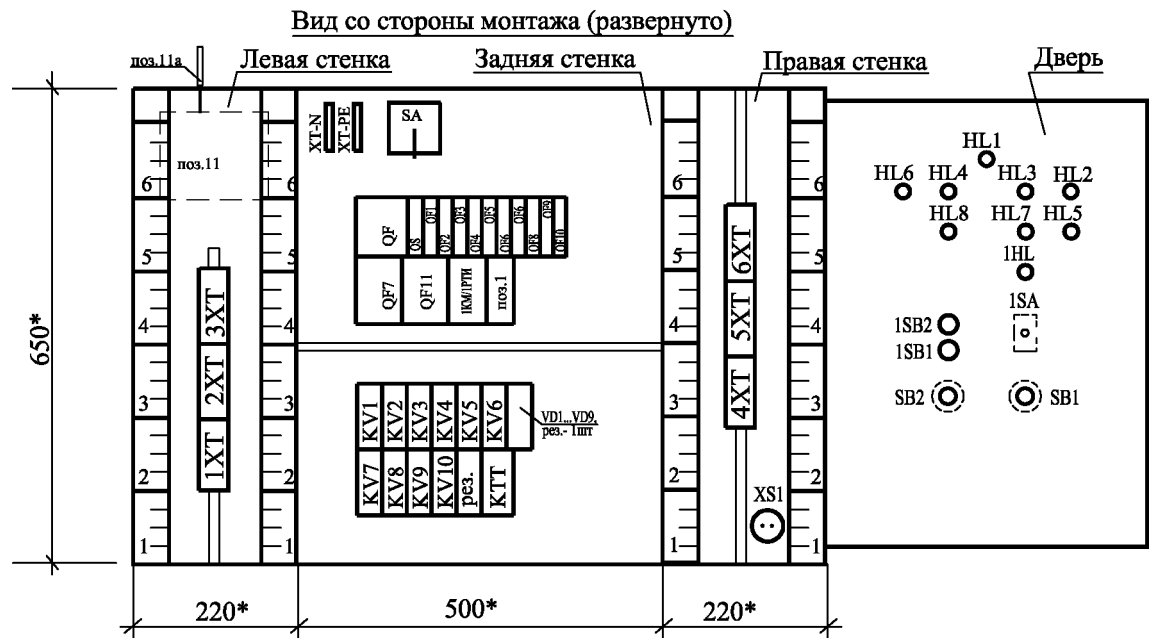 Вид со стороны монтажа (развернуто)
поз.11а
Левая стенка
Задняя стенка
Правая стенка
Дверь
650*
поз.11
6
5
4
3
2
1
3XT
2XT
1XT
6
5
4
3
2
1
XT-N
XT-PE
SA
QF
QS
QF1
QF2
QF3
QF4
QF5
QF6
QF6
QF8
QF9
QF10
QF7
QF11
1КМ/1РТИ
поз.1
KV1
KV2
KV3
KV4
KV5
KV6
VD1...VD9,
рез.- 1шт
KV7
KV8
KV9
KV10
рез.
КТТ
6
5
4
3
2
1
6XT
5XT
4XT
XS1
6
5
4
3
2
1
HL1
HL6
HL4
HL3
HL2
HL8
HL7
HL5
1HL
1SA
1SB2
1SB1
SB2
SB1
220*
500*
220*